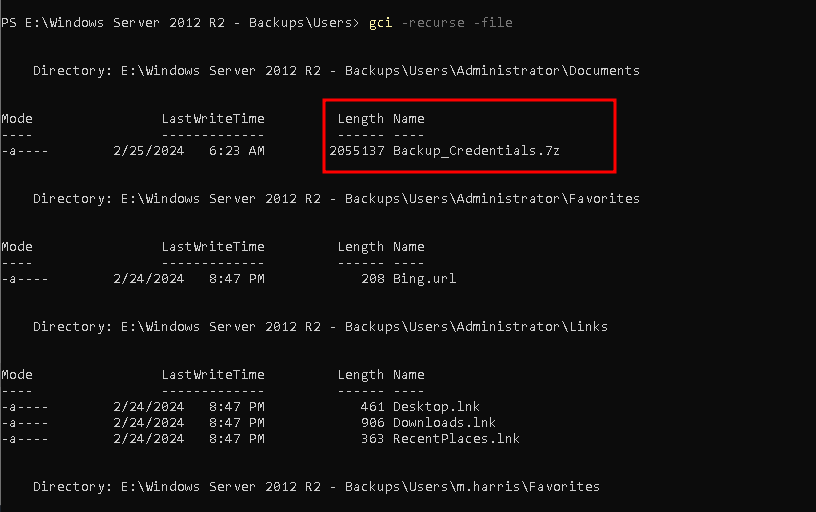 PS E:\Windows Server 2012 R2 - Backups\Users> gci -recurse -file
Directory: E:\Windows Server 2012 R2 - Backups\Users\Administrator\Documents
Mode LastWriteTime Length Name
---- ------------- ------ ----
-a---- 2/25/2024 6:23 AM 2055137 Backup_Credentials.7z
Directory: E:\Windows Server 2012 R2 - Backups\Users\Administrator\Favorites
Mode LastWriteTime Length Name
---- ------------- ------ ----
-a---- 2/24/2024 8:47 PM 208 Bing.url
Directory: E:\Windows Server 2012 R2 - Backups\Users\Administrator\Links
Mode LastWriteTime Length Name
---- ------------- ------ ----
-a---- 2/24/2024 8:47 PM 461 Desktop.lnk
-a---- 2/24/2024 8:47 PM 906 Downloads.lnk
-a---- 2/24/2024 8:47 PM 363 RecentPlaces.lnk
Directory: E:\Windows Server 2012 R2 - Backups\Users\m.harris\Favorites